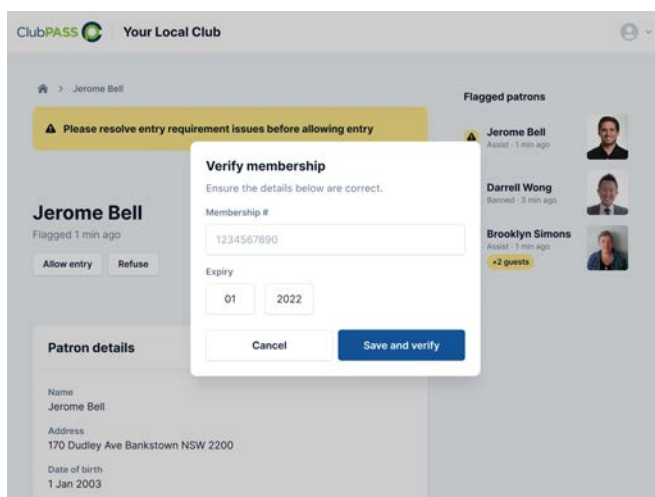 ClubPASS
Your Local Club
> Jerome Bell
Please resolve entry requirement issues before allowing entry
Jerome Bell
Flagged 1 min ago
Allow entry
Refuse
Verify membership
Ensure the details below are correct.
Membership #
1234567890
Expiry
01
2022
Cancel
Save and verify
Patron details
Name
Jerome Bell
Address
170 Dudley Ave Bankstown NSW 2200
Date of birth
1 Jan 2003
Flagged patrons
Jerome Bell
Assist · 1 min ago
Darrell Wong
Banned · 3 min ago
Brooklyn Simons
Assist · 1 min ago
+2 guests